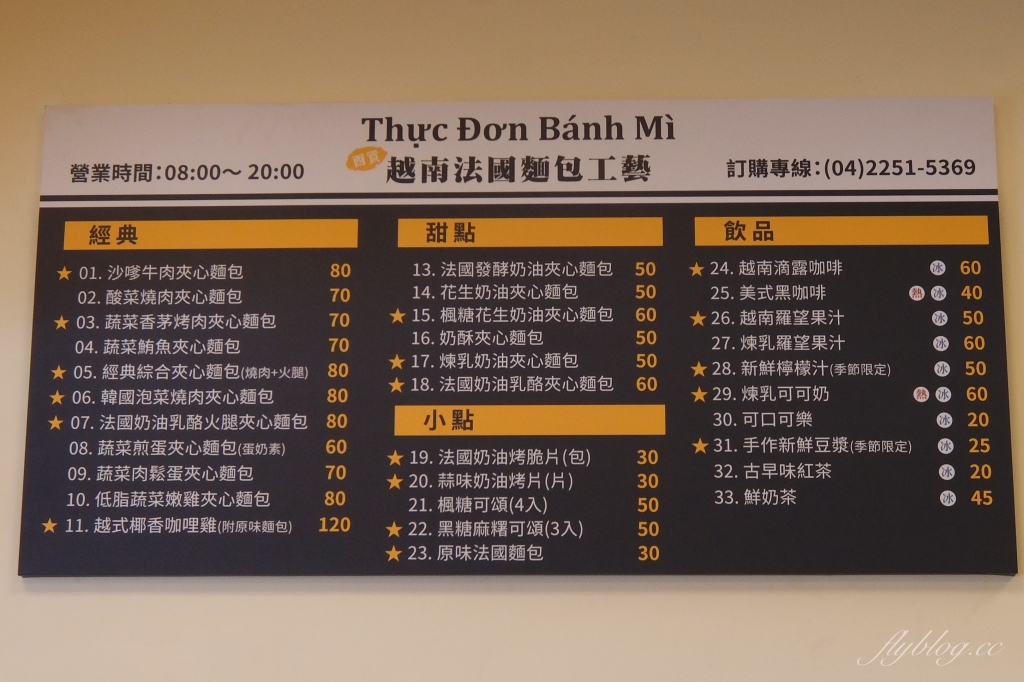 Thực Đơn Bánh Mì
西貢 越南法國麵包工藝
營業時間:08:00～ 20:00
訂購專線:(04)2251-5369
經典
★ 01. 沙嗲牛肉夾心麵包 80
02. 酸菜燒肉夾心麵包 70
★ 03. 蔬菜香茅烤肉夾心麵包 70
04. 蔬菜鮪魚夾心麵包 70
★ 05. 經典綜合夾心麵包(燒肉+火腿) 80
★ 06. 韓國泡菜燒肉夾心麵包 80
★ 07. 法國奶油乳酪火腿夾心麵包 80
08. 蔬菜煎蛋夾心麵包(蛋奶素) 60
09. 蔬菜肉鬆蛋夾心麵包 70
10. 低脂蔬菜嫩雞夾心麵包 80
★ 11. 越式椰香咖哩雞(附原味麵包) 120
甜點
13. 法國發酵奶油夾心麵包 50
14. 花生奶油夾心麵包 50
★ 15. 楓糖花生奶油夾心麵包 60
16. 奶酥夾心麵包 50
★ 17. 煉乳奶油夾心麵包 50
★ 18. 法國奶油乳酪夾心麵包 60
小點
★ 19. 法國奶油烤脆片(包) 30
★ 20. 蒜味奶油烤片(片) 30
21. 楓糖可頌(4入) 50
★ 22. 黑糖麻糬可頌(3入) 50
★ 23. 原味法國麵包 30
飲品
★ 24. 越南滴露咖啡 冰 60
25. 美式黑咖啡 熱 冰 40
★ 26. 越南羅望果汁 冰 50
27. 煉乳羅望果汁 冰 60
★ 28. 新鮮檸檬汁(季節限定) 冰 50
★ 29. 煉乳可可奶 熱 冰 60
30. 可口可樂 冰 20
★ 31. 手作新鮮豆漿(季節限定) 冰 25
32. 古早味紅茶 冰 20
33. 鮮奶茶 冰 45
flyblog.cc